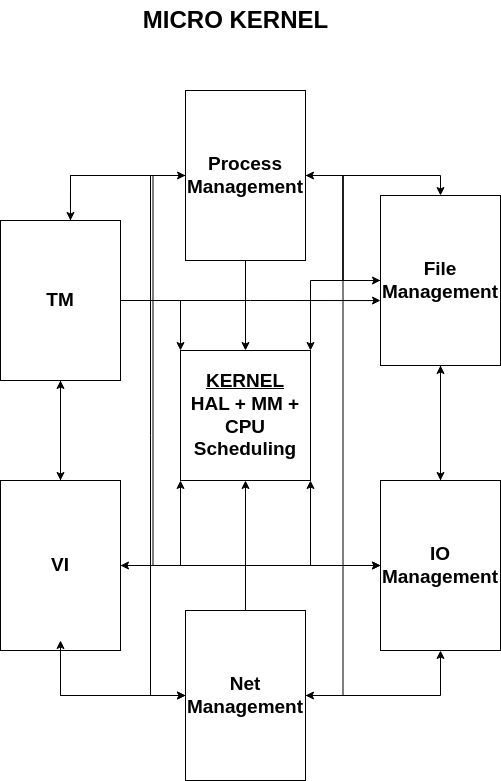 MICRO KERNEL
Process
Management
File
Management
TM
KERNEL
HAL + MM +
CPU
Scheduling
VI
IO
Management
Net
Management